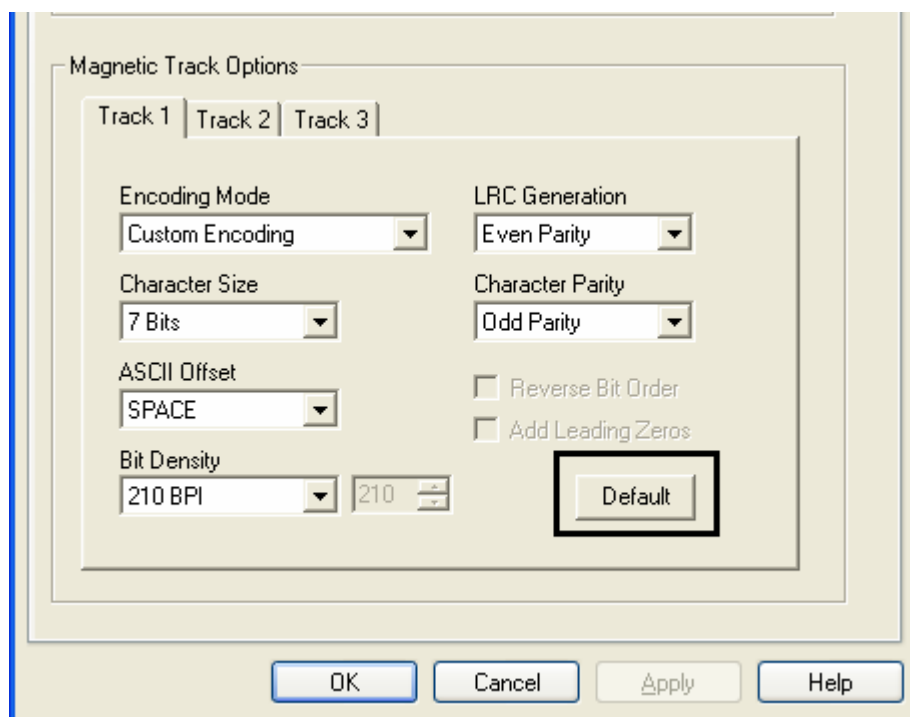 Magnetic Track Options
Track 1 Track 2 Track 3
Encoding Mode LRC Generation
Custom Encoding Even Parity
Character Size Character Parity
7 Bits Odd Parity
ASCII Offset
SPACE
Reverse Bit Order
Add Leading Zeros
Bit Density
210 BPI 210
Default
OK Cancel Apply Help